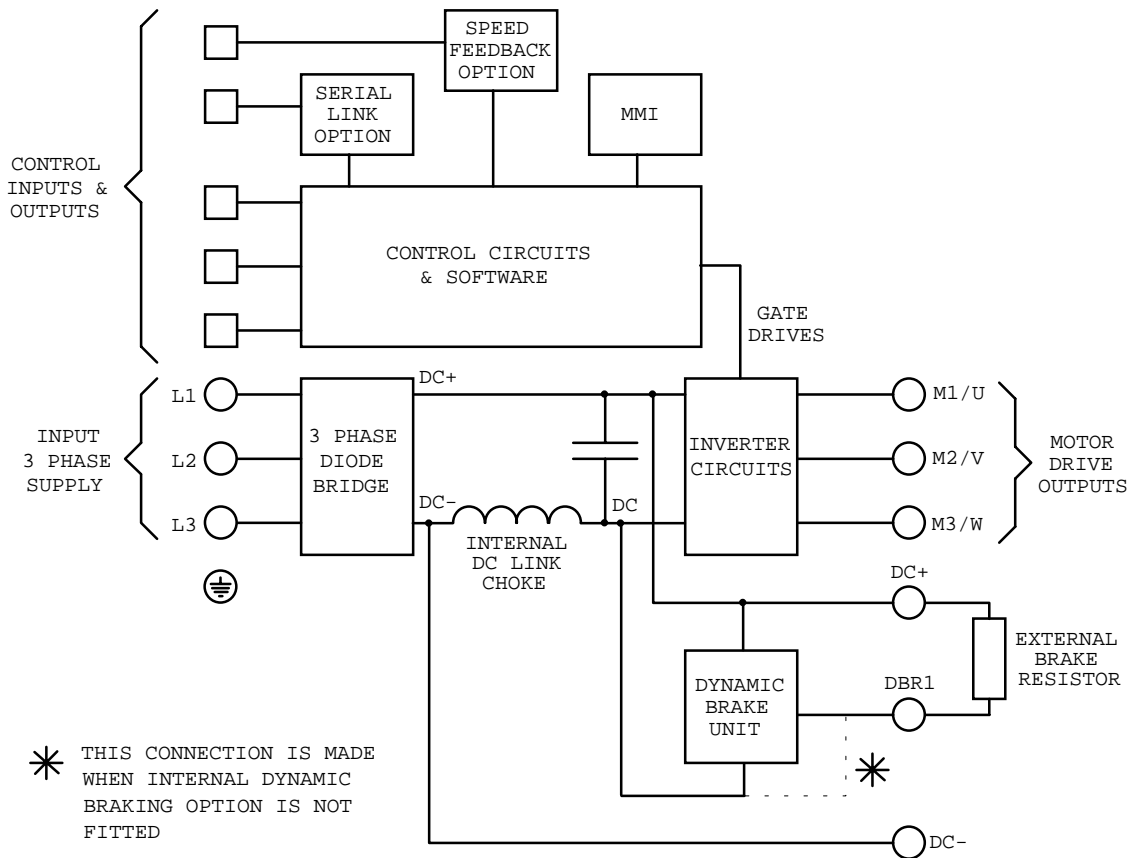 SPEED
FEEDBACK
OPTION
SERIAL
LINK
OPTION
MMI
CONTROL
INPUTS &
OUTPUTS
CONTROL CIRCUITS
& SOFTWARE
GATE
DRIVES
INPUT
3 PHASE
SUPPLY
L1
L2
L3
3 PHASE
DIODE
BRIDGE
DC+
DC-
INTERNAL
DC LINK
CHOKE
DC
INVERTER
CIRCUITS
M1/U
M2/V
M3/W
MOTOR
DRIVE
OUTPUTS
DC+
DYNAMIC
BRAKE
UNIT
DBR1
EXTERNAL
BRAKE
RESISTOR
DC-
THIS CONNECTION IS MADE
WHEN INTERNAL DYNAMIC
BRAKING OPTION IS NOT
FITTED